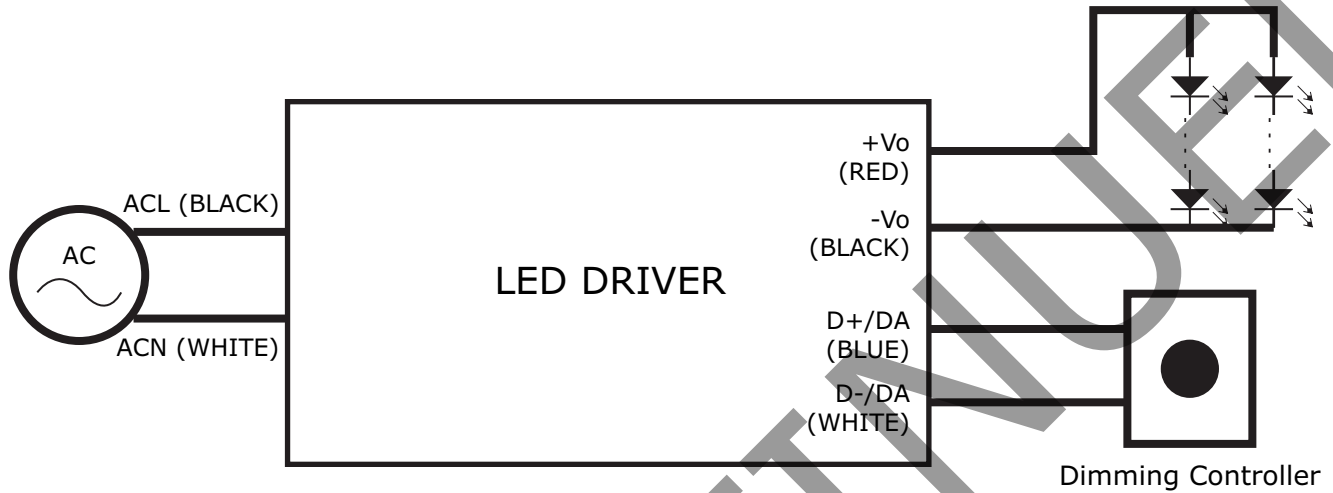 +Vo
(RED)
ACL (BLACK)
-Vo
(BLACK)
AC
LED DRIVER
D+/DA
(BLUE)
ACN (WHITE)
D-/DA
(WHITE)
Dimming Controller